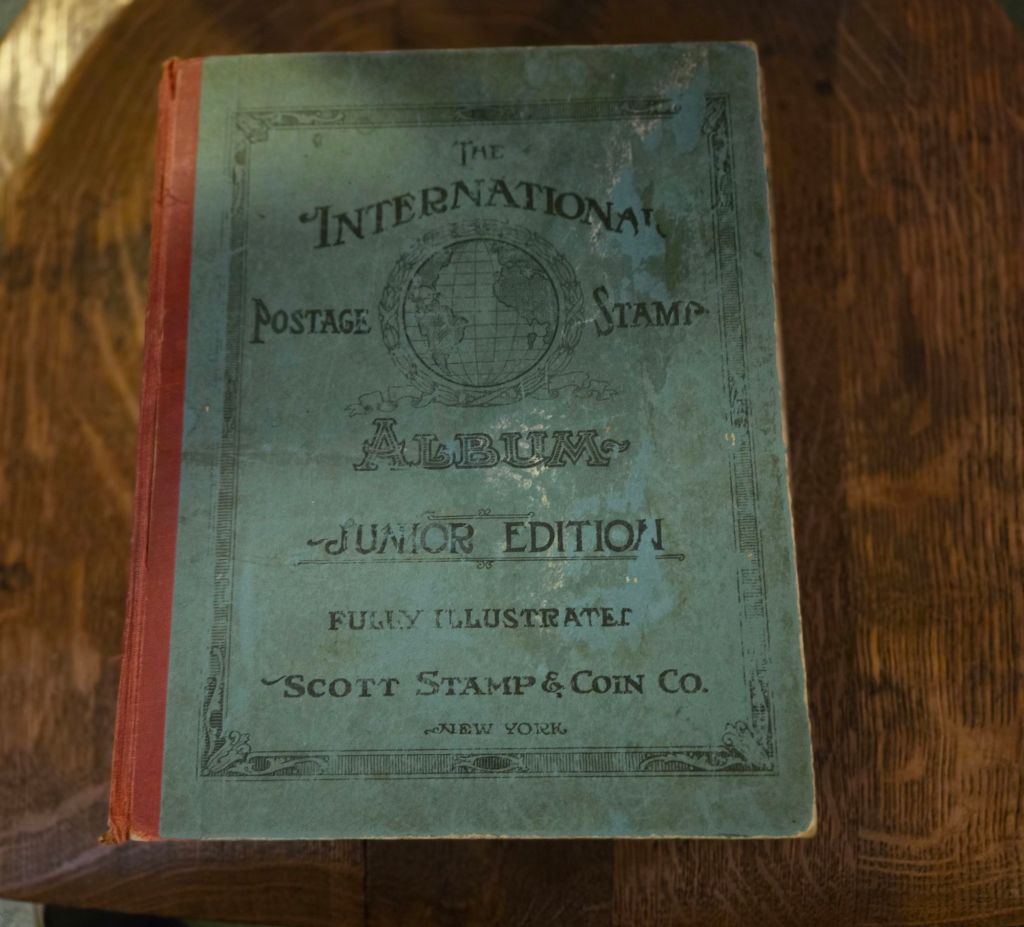 THE
INTERNATIONAL
POSTAGE STAMP
ALBUM
JUNIOR EDITION
FULLY ILLUSTRATED
SCOTT STAMP & COIN CO.
NEW YORK